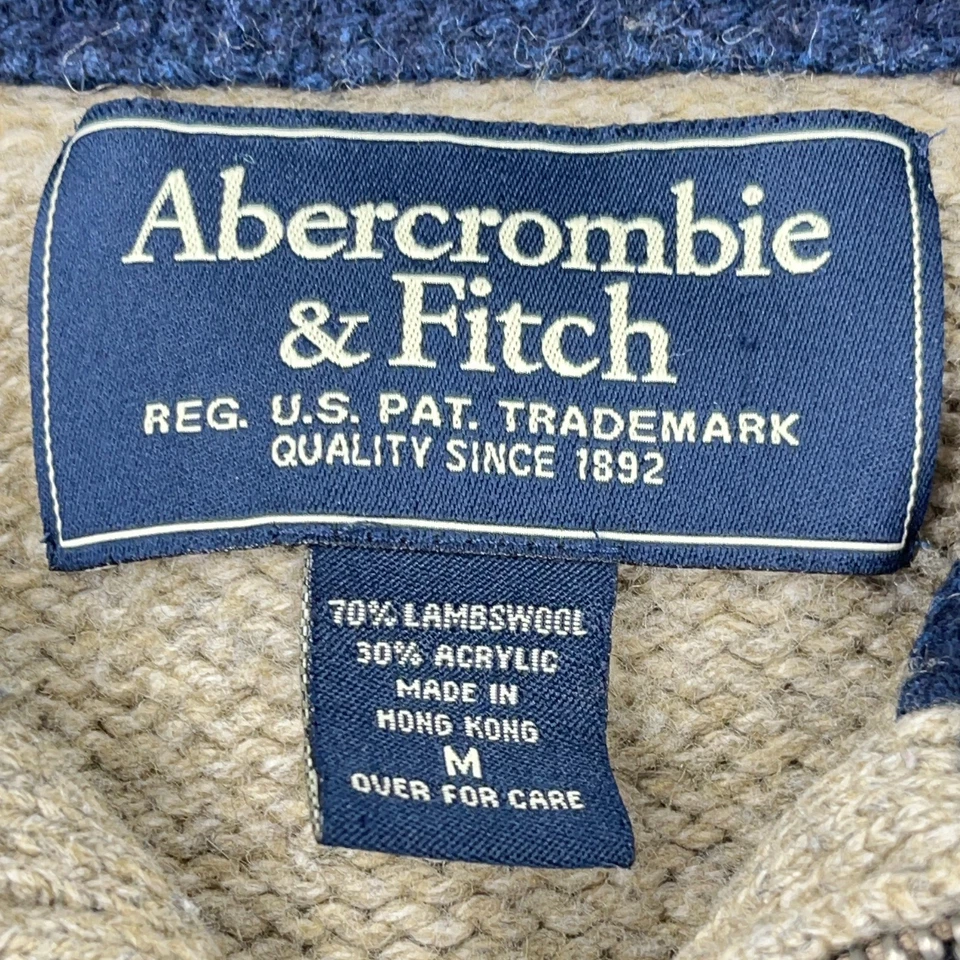 Abercrombie
& Fitch
REG. U.S. PAT. TRADEMARK
QUALITY SINCE 1892
70% LAMBSWOOL
30% ACRYLIC
MADE IN
HONG KONG
M
OVER FOR CARE